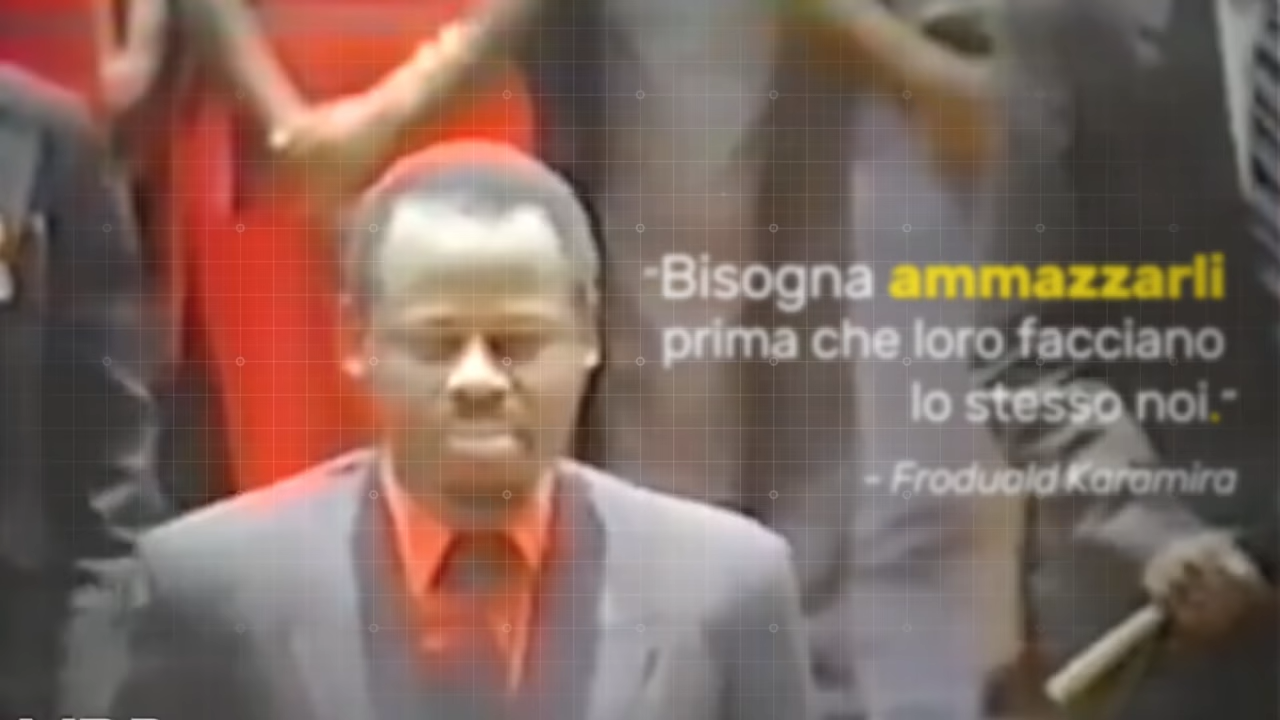 -Bisogna ammazzarli
prima che loro facciano
lo stesso noi.-
- Froduald Karamira